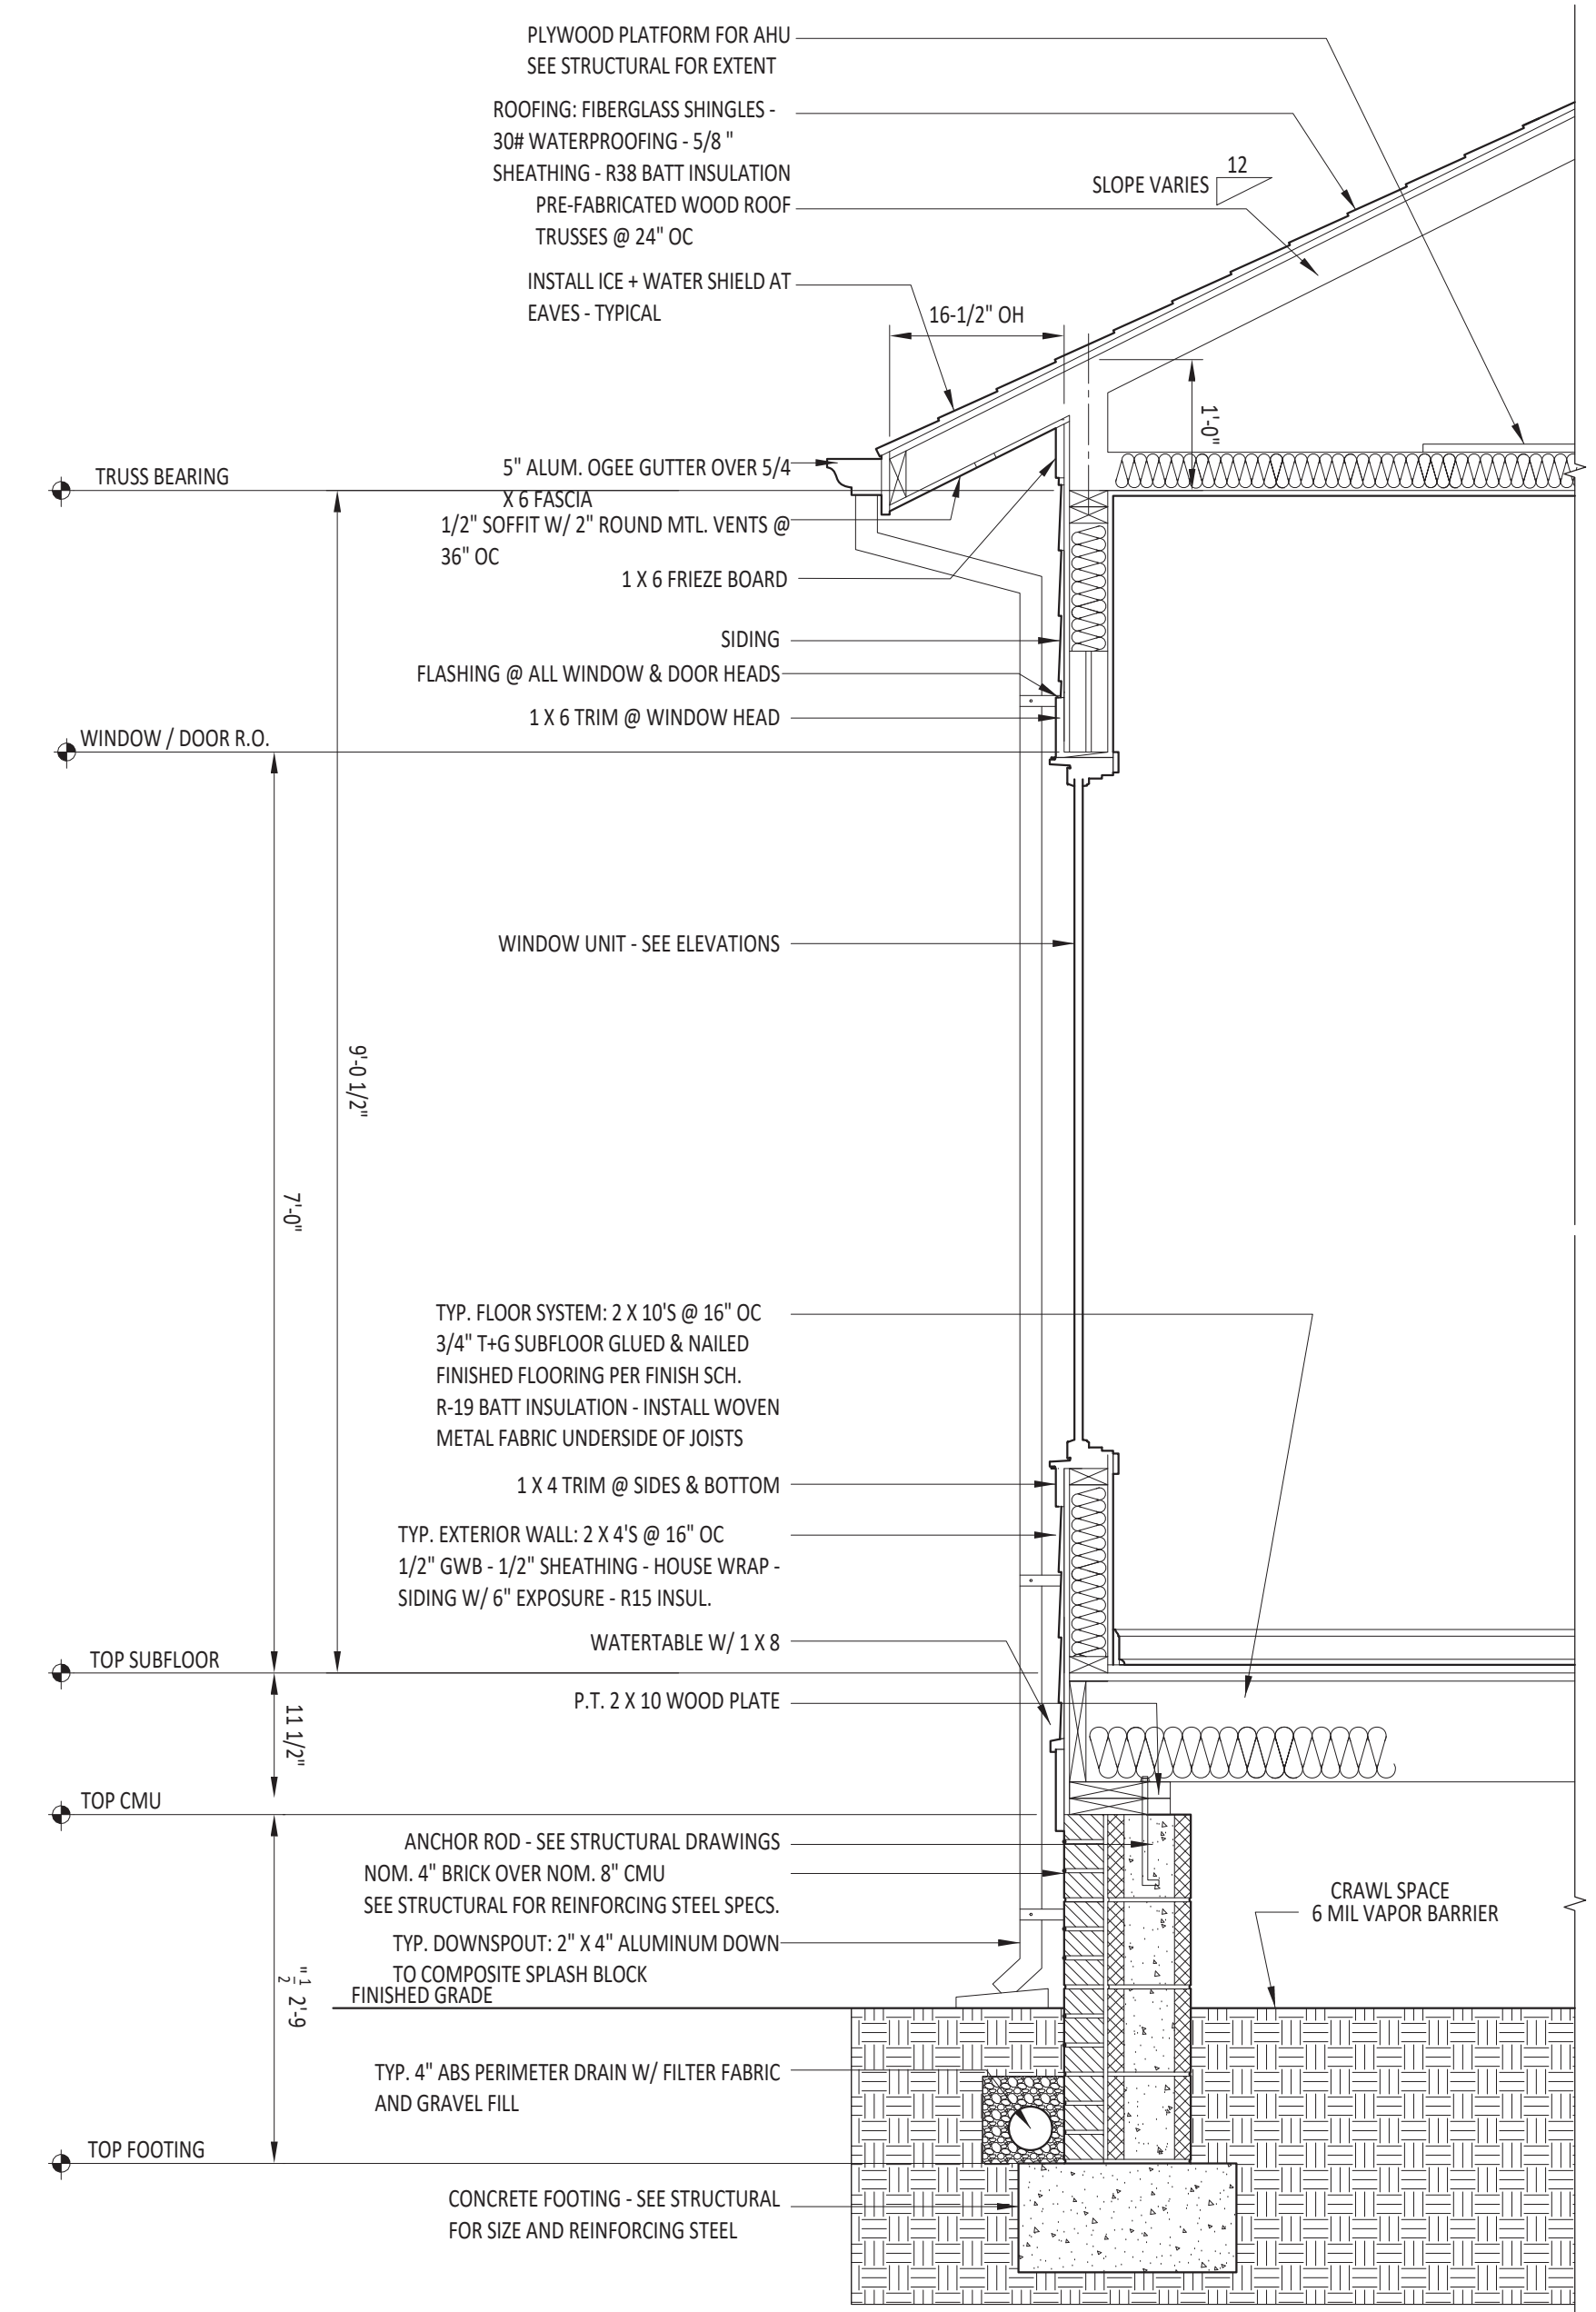 PLYWOOD PLATFORM FOR AHU
SEE STRUCTURAL FOR EXTENT
ROOFING: FIBERGLASS SHINGLES -
30# WATERPROOFING - 5/8 "
SHEATHING - R38 BATT INSULATION
12
SLOPE VARIES
PRE-FABRICATED WOOD ROOF
TRUSSES @ 24" OC
INSTALL ICE + WATER SHIELD AT
EAVES - TYPICAL
16-1/2" OH
1'-0"
TRUSS BEARING
5" ALUM. OGEE GUTTER OVER 5/4
X 6 FASCIA
1/2" SOFFIT W/ 2" ROUND MTL. VENTS @
36" OC
1 X 6 FRIEZE BOARD
SIDING
FLASHING @ ALL WINDOW & DOOR HEADS
1 X 6 TRIM @ WINDOW HEAD
WINDOW / DOOR R.O.
WINDOW UNIT - SEE ELEVATIONS
9'-0 1/2"
7'-0"
TYP. FLOOR SYSTEM: 2 X 10'S @ 16" OC
3/4" T+G SUBFLOOR GLUED & NAILED
FINISHED FLOORING PER FINISH SCH.
R-19 BATT INSULATION - INSTALL WOVEN
METAL FABRIC UNDERSIDE OF JOISTS
1 X 4 TRIM @ SIDES & BOTTOM
TYP. EXTERIOR WALL: 2 X 4'S @ 16" OC
1/2" GWB - 1/2" SHEATHING - HOUSE WRAP -
SIDING W/ 6" EXPOSURE - R15 INSUL.
WATERTABLE W/ 1 X 8
TOP SUBFLOOR
P.T. 2 X 10 WOOD PLATE
11 1/2"
TOP CMU
ANCHOR ROD - SEE STRUCTURAL DRAWINGS
NOM. 4" BRICK OVER NOM. 8" CMU
SEE STRUCTURAL FOR REINFORCING STEEL SPECS.
CRAWL SPACE
6 MIL VAPOR BARRIER
TYP. DOWNSPOUT: 2" X 4" ALUMINUM DOWN
TO COMPOSITE SPLASH BLOCK
FINISHED GRADE
" 1/2 2'-9
TYP. 4" ABS PERIMETER DRAIN W/ FILTER FABRIC
AND GRAVEL FILL
TOP FOOTING
CONCRETE FOOTING - SEE STRUCTURAL
FOR SIZE AND REINFORCING STEEL